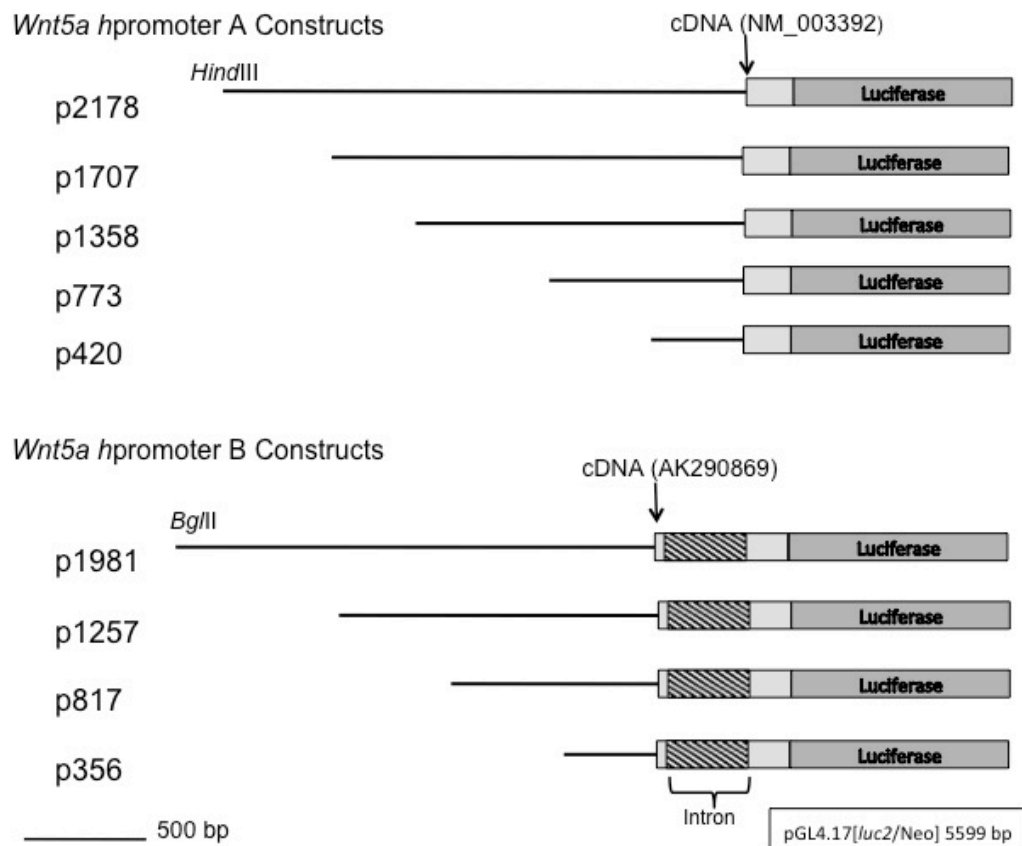 Wnt5a hpromoter A Constructs
cDNA (NM_003392)
HindIII
p2178
Luciferase
p1707
Luciferase
p1358
Luciferase
p773
Luciferase
p420
Luciferase
Wnt5a hpromoter B Constructs
cDNA (AK290869)
BglII
p1981
Luciferase
p1257
Luciferase
p817
Luciferase
p356
Luciferase
Intron
500 bp
pGL4.17[luc2/Neo] 5599 bp